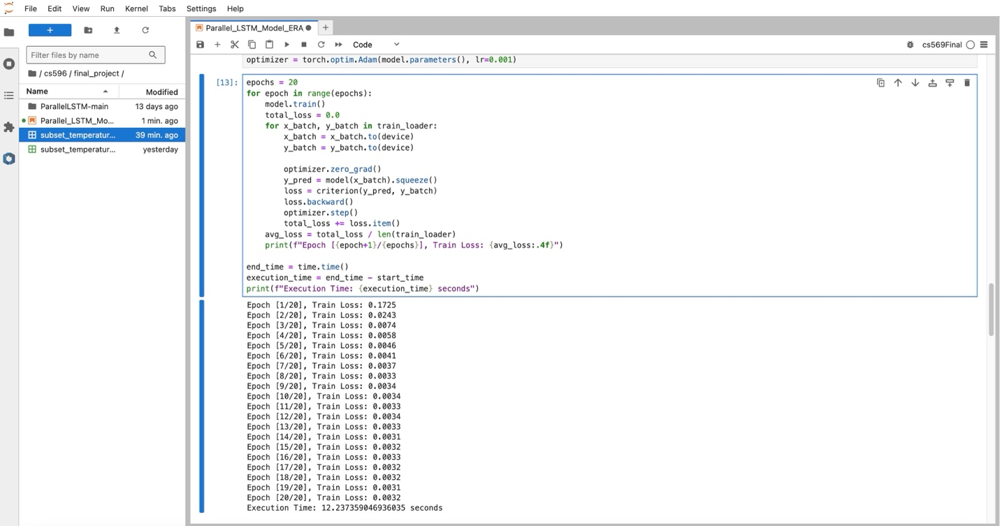 File Edit View Run Kernel Tabs Settings Help
Parallel_LSTM_Model_ERA
Code
cs569Final
Filter files by name
/ cs596 / final_project /
Name Modified
ParallelLSTM-main 13 days ago
Parallel_LSTM_Mo... 1 min. ago
subset_temperatur... 39 min. ago
subset_temperatur... yesterday
optimizer = torch.optim.Adam(model.parameters(), lr=0.001)
[13]: epochs = 20
for epoch in range(epochs):
    model.train()
    total_loss = 0.0
    for x_batch, y_batch in train_loader:
        x_batch = x_batch.to(device)
        y_batch = y_batch.to(device)
        optimizer.zero_grad()
        y_pred = model(x_batch).squeeze()
        loss = criterion(y_pred, y_batch)
        loss.backward()
        optimizer.step()
        total_loss += loss.item()
    avg_loss = total_loss / len(train_loader)
    print(f"Epoch [{epoch+1}/{epochs}], Train Loss: {avg_loss:.4f}")
end_time = time.time()
execution_time = end_time - start_time
print(f"Execution Time: {execution_time} seconds")
Epoch [1/20], Train Loss: 0.1725
Epoch [2/20], Train Loss: 0.0243
Epoch [3/20], Train Loss: 0.0074
Epoch [4/20], Train Loss: 0.0058
Epoch [5/20], Train Loss: 0.0046
Epoch [6/20], Train Loss: 0.0041
Epoch [7/20], Train Loss: 0.0037
Epoch [8/20], Train Loss: 0.0033
Epoch [9/20], Train Loss: 0.0034
Epoch [10/20], Train Loss: 0.0034
Epoch [11/20], Train Loss: 0.0033
Epoch [12/20], Train Loss: 0.0034
Epoch [13/20], Train Loss: 0.0033
Epoch [14/20], Train Loss: 0.0031
Epoch [15/20], Train Loss: 0.0032
Epoch [16/20], Train Loss: 0.0033
Epoch [17/20], Train Loss: 0.0032
Epoch [18/20], Train Loss: 0.0032
Epoch [19/20], Train Loss: 0.0031
Epoch [20/20], Train Loss: 0.0032
Execution Time: 12.237359046936035 seconds